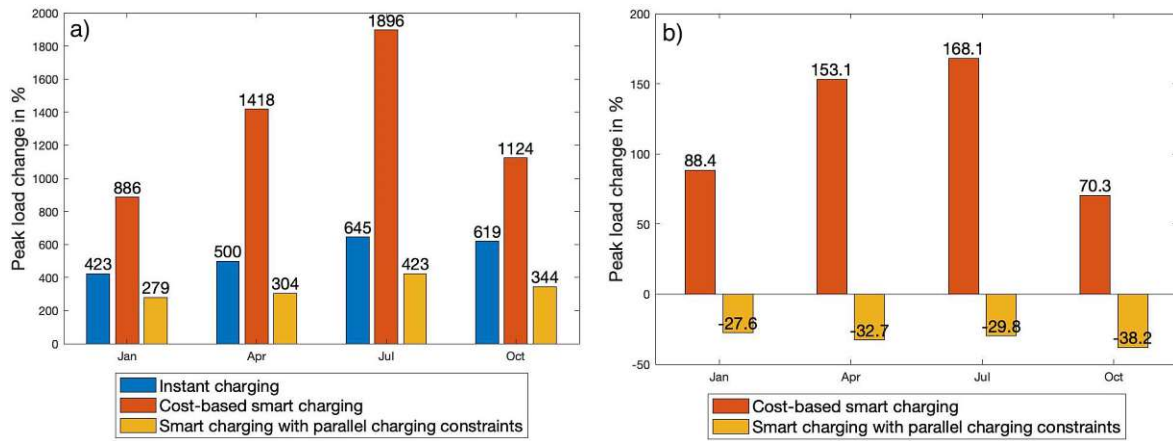 a)
Peak load change in %
2000
1800
1600
1400
1200
1000
800
600
400
200
0
423
886
279
500
1418
304
645
1896
423
619
1124
344
Jan
Apr
Jul
Oct
Instant charging
Cost-based smart charging
Smart charging with parallel charging constraints
b)
Peak load change in %
200
150
100
50
0
-50
88.4
-27.6
153.1
-32.7
168.1
-29.8
70.3
-38.2
Jan
Apr
Jul
Oct
Cost-based smart charging
Smart charging with parallel charging constraints